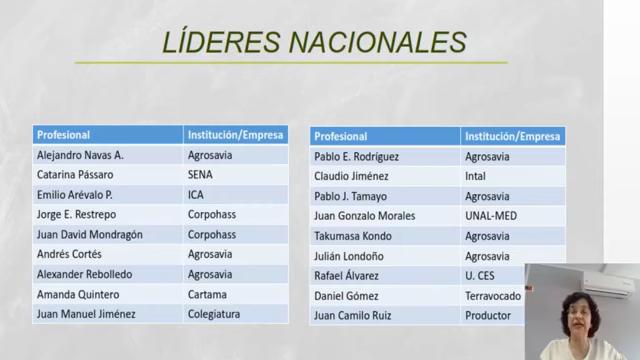 LÍDERES NACIONALES
Profesional Institución/Empresa
Alejandro Navas A. Agrosavia
Catarina Pássaro SENA
Emilio Arévalo P. ICA
Jorge E. Restrepo Corpohass
Juan David Mondragón Corpohass
Andrés Cortés Agrosavia
Alexander Rebolledo Agrosavia
Amanda Quintero Cartama
Juan Manuel Jiménez Colegiatura
Profesional Institución/Empresa
Pablo E. Rodríguez Agrosavia
Claudio Jiménez Intal
Pablo J. Tamayo Agrosavia
Juan Gonzalo Morales UNAL-MED
Takumasa Kondo Agrosavia
Julián Londoño Agrosavia
Rafael Álvarez U. CES
Daniel Gómez Terravocado
Juan Camilo Ruiz Productor